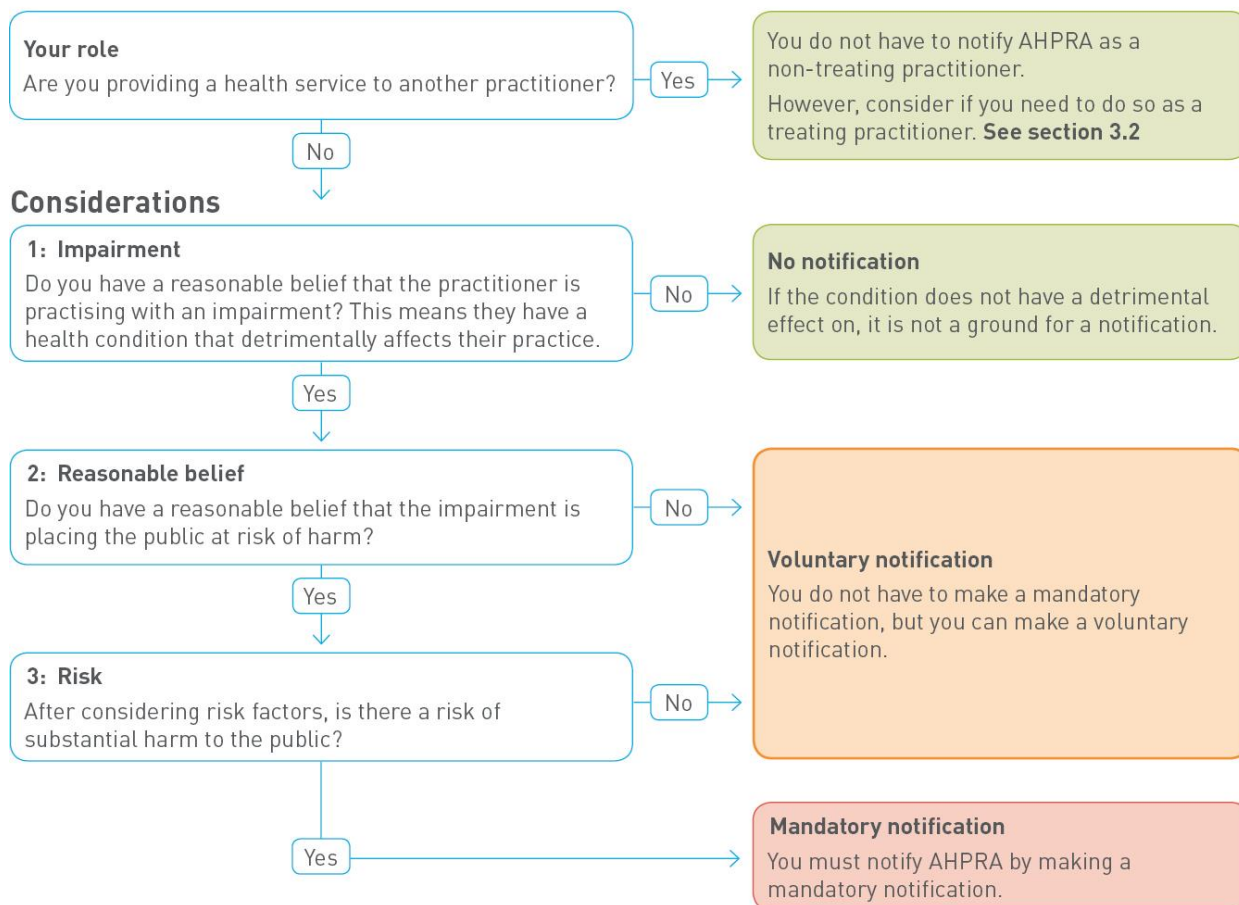 Your role
Are you providing a health service to another practitioner?
Yes
You do not have to notify AHPRA as a
non-treating practitioner.
However, consider if you need to do so as a
treating practitioner. See section 3.2
No
Considerations
1: Impairment
Do you have a reasonable belief that the practitioner is
practising with an impairment? This means they have a
health condition that detrimentally affects their practice.
No
No notification
If the condition does not have a detrimental
effect on, it is not a ground for a notification.
Yes
2: Reasonable belief
Do you have a reasonable belief that the impairment is
placing the public at risk of harm?
No
Voluntary notification
You do not have to make a mandatory
notification, but you can make a voluntary
notification.
Yes
3: Risk
After considering risk factors, is there a risk of
substantial harm to the public?
No
Yes
Mandatory notification
You must notify AHPRA by making a
mandatory notification.